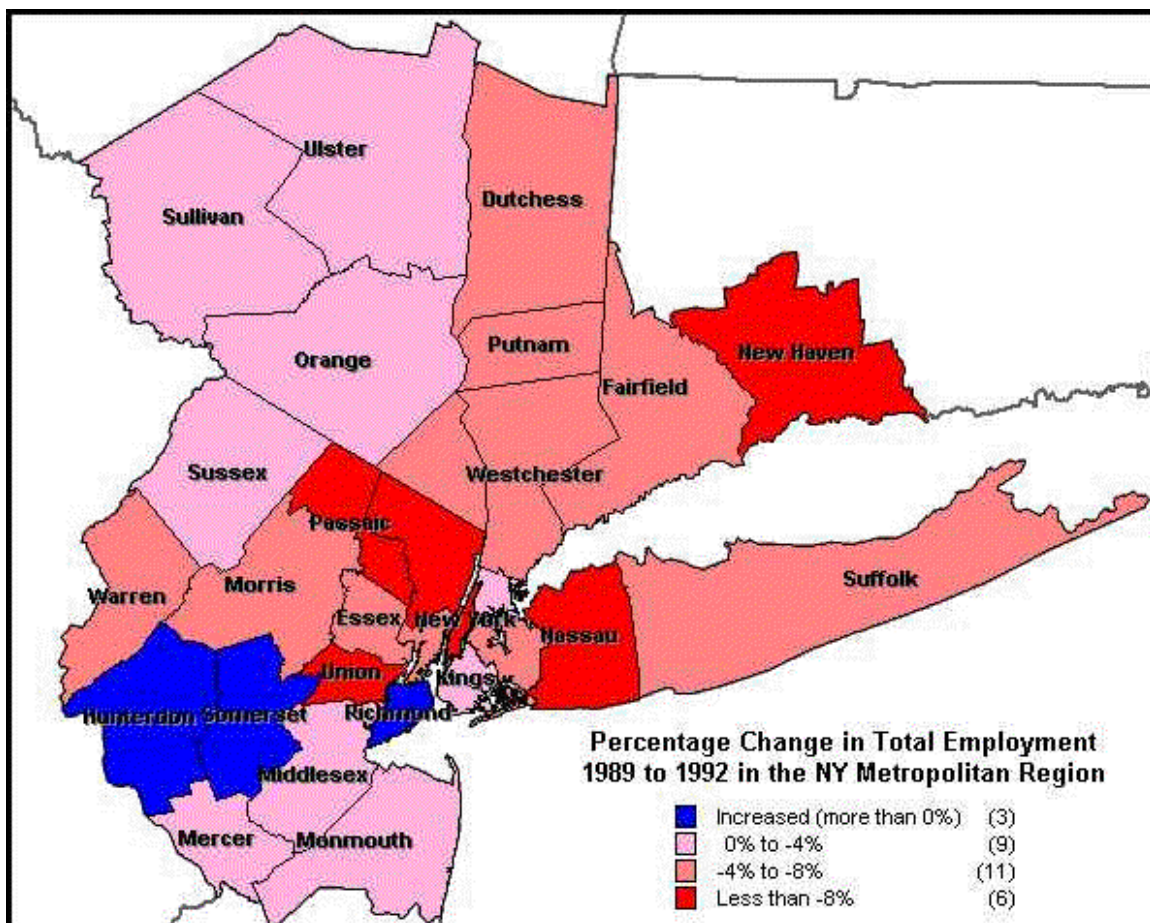 Ulster
Dutchess
Sullivan
Putnam
New Haven
Orange
Fairfield
Sussex
Westchester
Passaic
Warren
Morris
Suffolk
Essex
New York
Nassau
Union
Kings
Hunterdon
Somerset
Richmond
Middlesex
Mercer
Monmouth
Percentage Change in Total Employment
1989 to 1992 in the NY Metropolitan Region
Increased (more than 0%) (3)
0% to -4% (9)
-4% to -8% (11)
Less than -8% (6)